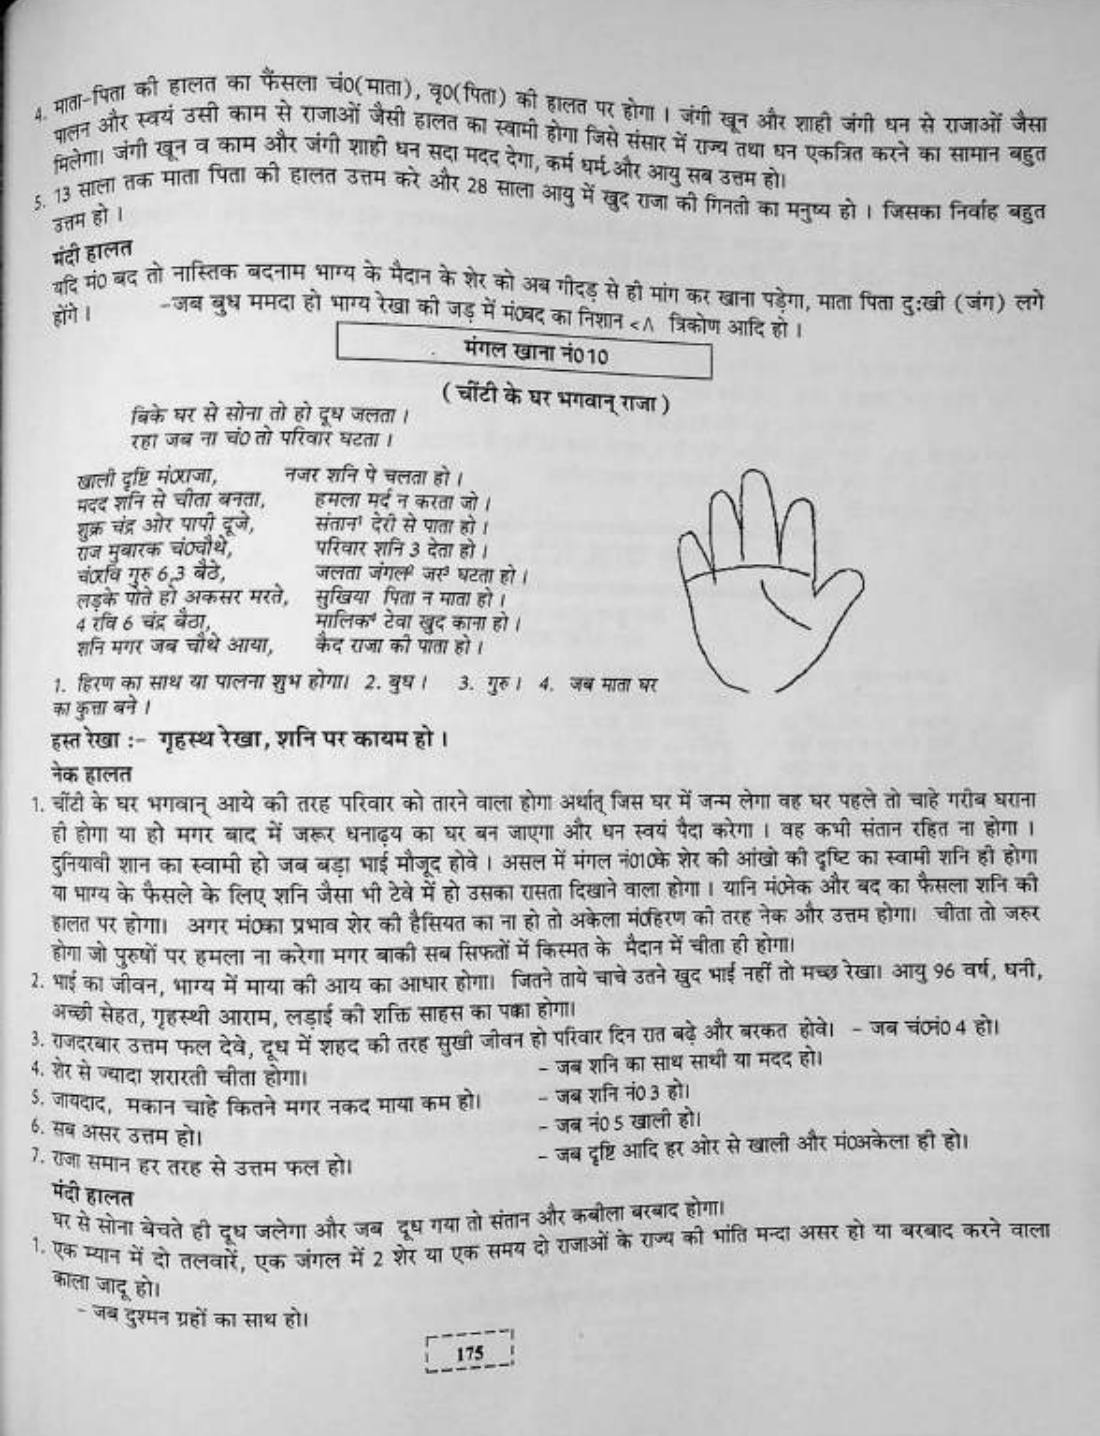 4. माता-पिता की हालत का फैंसला चं0(माता), वृ0(पिता) की हालत पर होगा । जंगी खून और शाही जंगी धन से राजाओं जैसा
पालन और स्वयं उसी काम से राजाओं जैसी हालत का स्वामी होगा जिसे संसार में राज्य तथा धन एकत्रित करने का सामान बहुत
मिलेगा। जंगी खून व काम और जंगी शाही धन सदा मदद देगा, कर्म धर्म और आयु सब उत्तम हो।
5. 13 साला तक माता पिता की हालत उत्तम करे और 28 साला आयु में खुद राजा की गिनती का मनुष्य हो । जिसका निर्वाह बहुत
उत्तम हो ।
मंदी हालत
यदि मं0 बद तो नास्तिक बदनाम भाग्य के मैदान के शेर को अब गीदड़ से ही मांग कर खाना पड़ेगा, माता पिता दुःखी (जंग) लगे
होंगे । -जब बुध ममदा हो भाग्य रेखा की जड़ में मं0बद का निशान <Λ त्रिकोण आदि हो ।
मंगल खाना नं010
(चींटी के घर भगवान् राजा)
बिके घर से सोना तो हो दूध जलता ।
रहा जब ना चं0 तो परिवार घटता ।
खाली दृष्टि मं0राजा, नजर शनि पे चलता हो ।
मदद शनि से चीता बनता, हमला मर्द न करता जो ।
शुक्र चंद्र ओर पापी दूजे, संतान¹ देरी से पाता हो ।
राज मुबारक चं0चौथे, परिवार शनि 3 देता हो ।
चं0रवि गुरु 6,3 बैठे, जलता जंगल² जर³ घटता हो ।
लड़के पोते हो अकसर मरते, सुखिया पिता न माता हो ।
4 रवि 6 चंद्र बैठा, मालिक⁴ टेवा खुद काना हो ।
शनि मगर जब चौथे आया, कैद राजा की पाता हो ।
1. हिरण का साथ या पालना शुभ होगा। 2. बुध । 3. गुरु । 4. जब माता घर
का कुत्ता बने ।
हस्त रेखा :- गृहस्थ रेखा, शनि पर कायम हो ।
नेक हालत
1. चींटी के घर भगवान् आये की तरह परिवार को तारने वाला होगा अर्थात् जिस घर में जन्म लेगा वह घर पहले तो चाहे गरीब घराना
ही होगा या हो मगर बाद में जरूर धनाढ़य का घर बन जाएगा और धन स्वयं पैदा करेगा । वह कभी संतान रहित ना होगा ।
दुनियावी शान का स्वामी हो जब बड़ा भाई मौजूद होवे । असल में मंगल नं010के शेर की आंखो की दृष्टि का स्वामी शनि ही होगा
या भाग्य के फैसले के लिए शनि जैसा भी टेवे में हो उसका रासता दिखाने वाला होगा । यानि मं0नेक और बद का फैसला शनि की
हालत पर होगा। अगर मं0का प्रभाव शेर की हैसियत का ना हो तो अकेला मं0हिरण की तरह नेक और उत्तम होगा। चीता तो जरुर
होगा जो पुरुषों पर हमला ना करेगा मगर बाकी सब सिफतों में किस्मत के मैदान में चीता ही होगा।
2. भाई का जीवन, भाग्य में माया की आय का आधार होगा। जितने ताये चाचे उतने खुद भाई नहीं तो मच्छ रेखा। आयु 96 वर्ष, धनी,
अच्छी सेहत, गृहस्थी आराम, लड़ाई की शक्ति साहस का पक्का होगा।
3. राजदरबार उत्तम फल देवे, दूध में शहद की तरह सुखी जीवन हो परिवार दिन रात बढ़े और बरकत होवे। - जब चं0नं0 4 हो।
4. शेर से ज्यादा शरारती चीता होगा। - जब शनि का साथ साथी या मदद हो।
5. जायदाद, मकान चाहे कितने मगर नकद माया कम हो। - जब शनि नं0 3 हो।
6. सब असर उत्तम हो। - जब नं0 5 खाली हो।
7. राजा समान हर तरह से उत्तम फल हो। - जब दृष्टि आदि हर ओर से खाली और मं0अकेला ही हो।
मंदी हालत
घर से सोना बेचते ही दूध जलेगा और जब दूध गया तो संतान और कबीला बरबाद होगा।
1. एक म्यान में दो तलवारें, एक जंगल में 2 शेर या एक समय दो राजाओं के राज्य की भांति मन्दा असर हो या बरबाद करने वाला
काला जादू हो।
- जब दुश्मन ग्रहों का साथ हो।
175